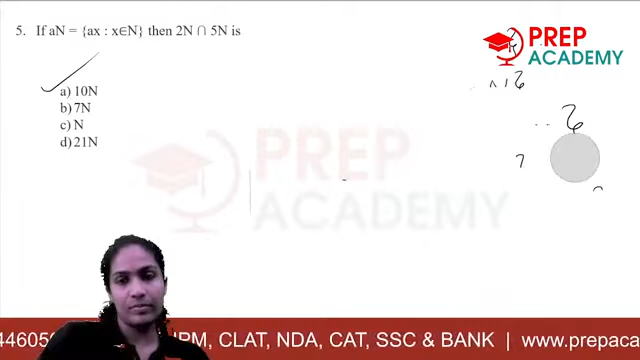 5. If aN = {ax : x∈N} then 2N ∩ 5N is
PREP
ACADEMY
a) 10N
b) 7N
c) N
d) 21N
PREP
ACADEMY
CLAT, NDA, CAT, SSC & BANK | www.prepaca